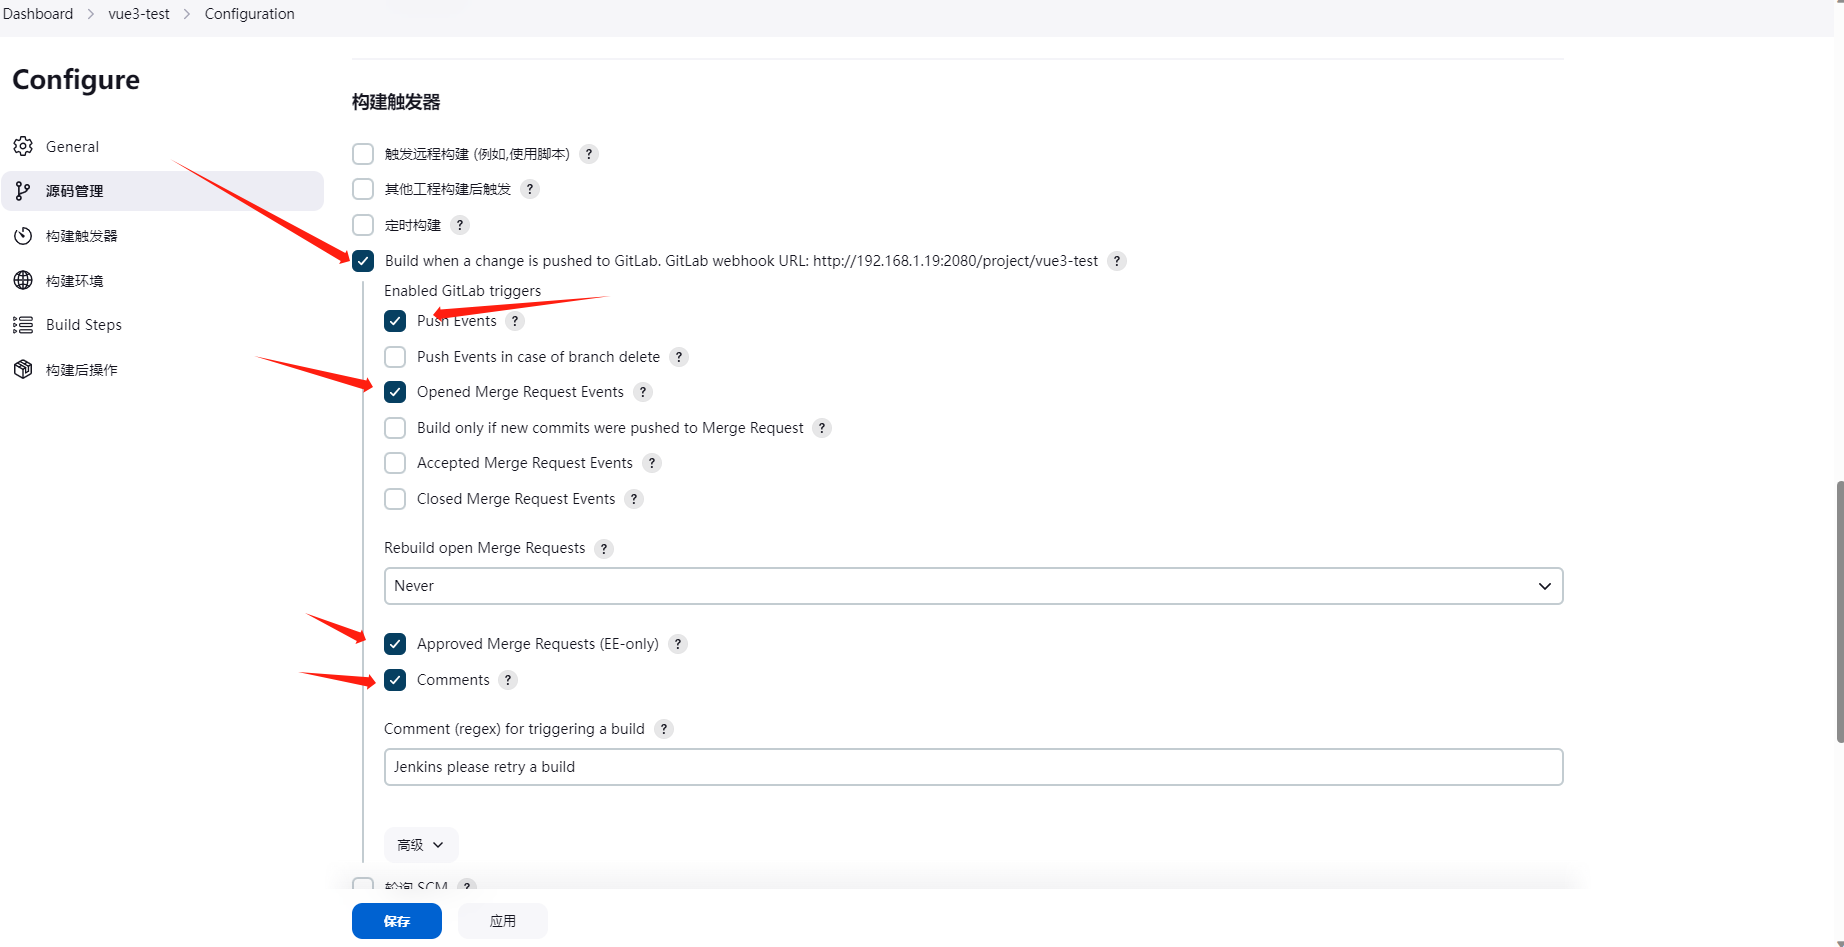 Dashboard > vue3-test > Configuration
Configure
General
源码管理
构建触发器
构建环境
Build Steps
构建后操作
构建触发器
触发远程构建 (例如,使用脚本) ?
其他工程构建后触发 ?
定时构建 ?
Build when a change is pushed to GitLab. GitLab webhook URL: http://192.168.1.19:2080/project/vue3-test ?
Enabled GitLab triggers
Push Events ?
Push Events in case of branch delete ?
Opened Merge Request Events ?
Build only if new commits were pushed to Merge Request ?
Accepted Merge Request Events ?
Closed Merge Request Events ?
Rebuild open Merge Requests ?
Never
Approved Merge Requests (EE-only) ?
Comments ?
Comment (regex) for triggering a build ?
Jenkins please retry a build
高级
轮询 SCM ?
保存
应用